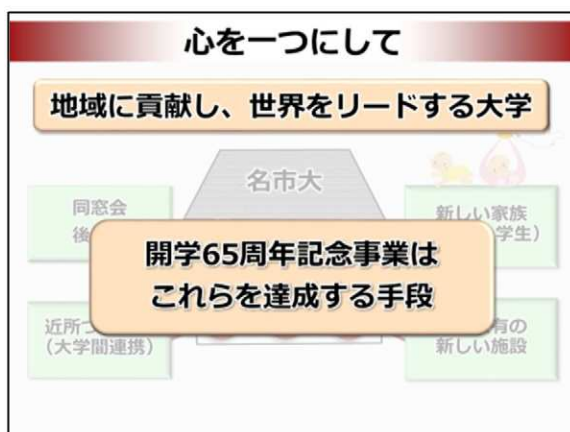 心を一つにして
地域に貢献し、世界をリードする大学
名市大
同窓会
後
新しい家族
学生）
開学65周年記念事業は
これらを達成する手段
近所づ
（大学間連携）
有の
新しい施設